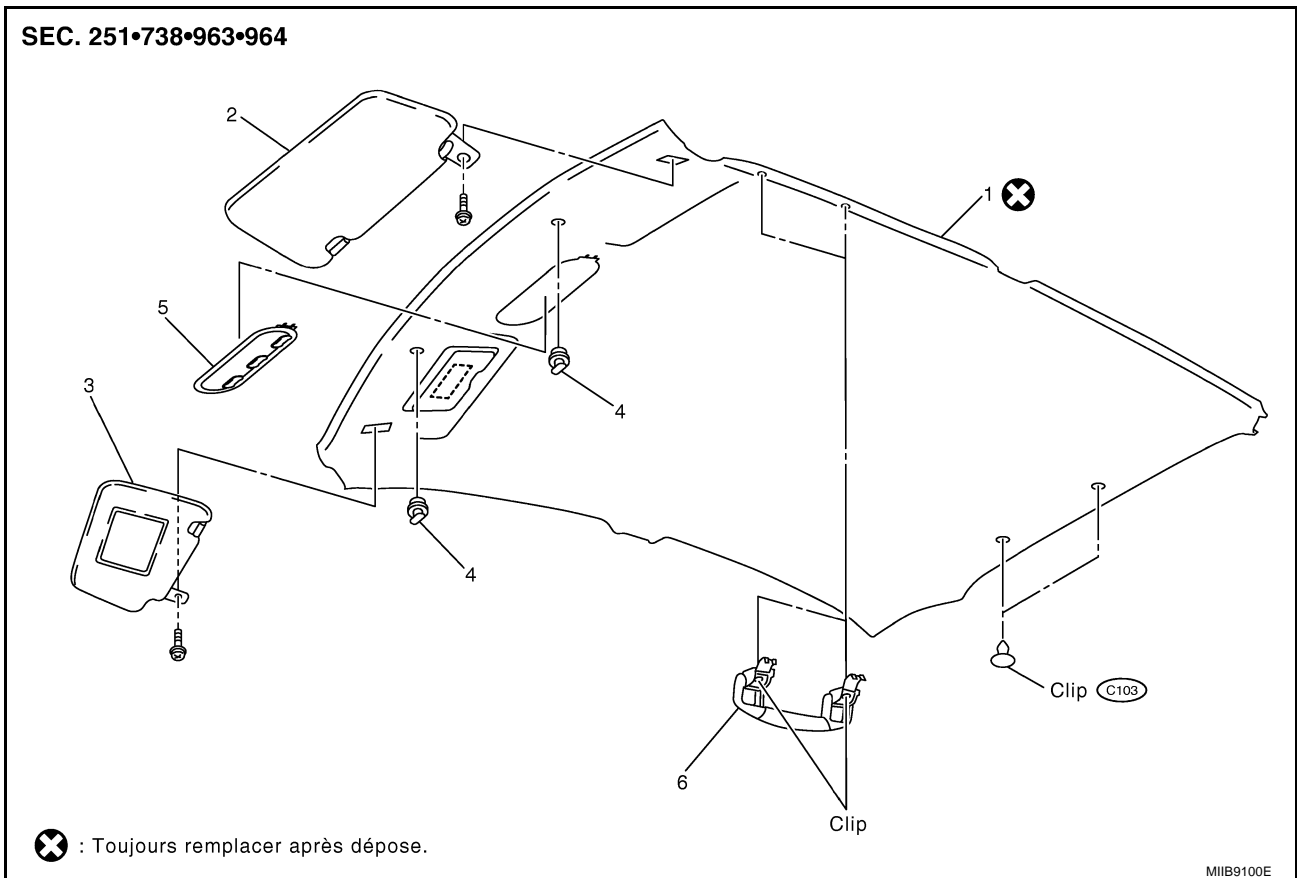 SEC. 251•738•963•964
2
1
5
3
4
4
Clip C103
6
Clip
: Toujours remplacer après dépose.
MIIB9100E